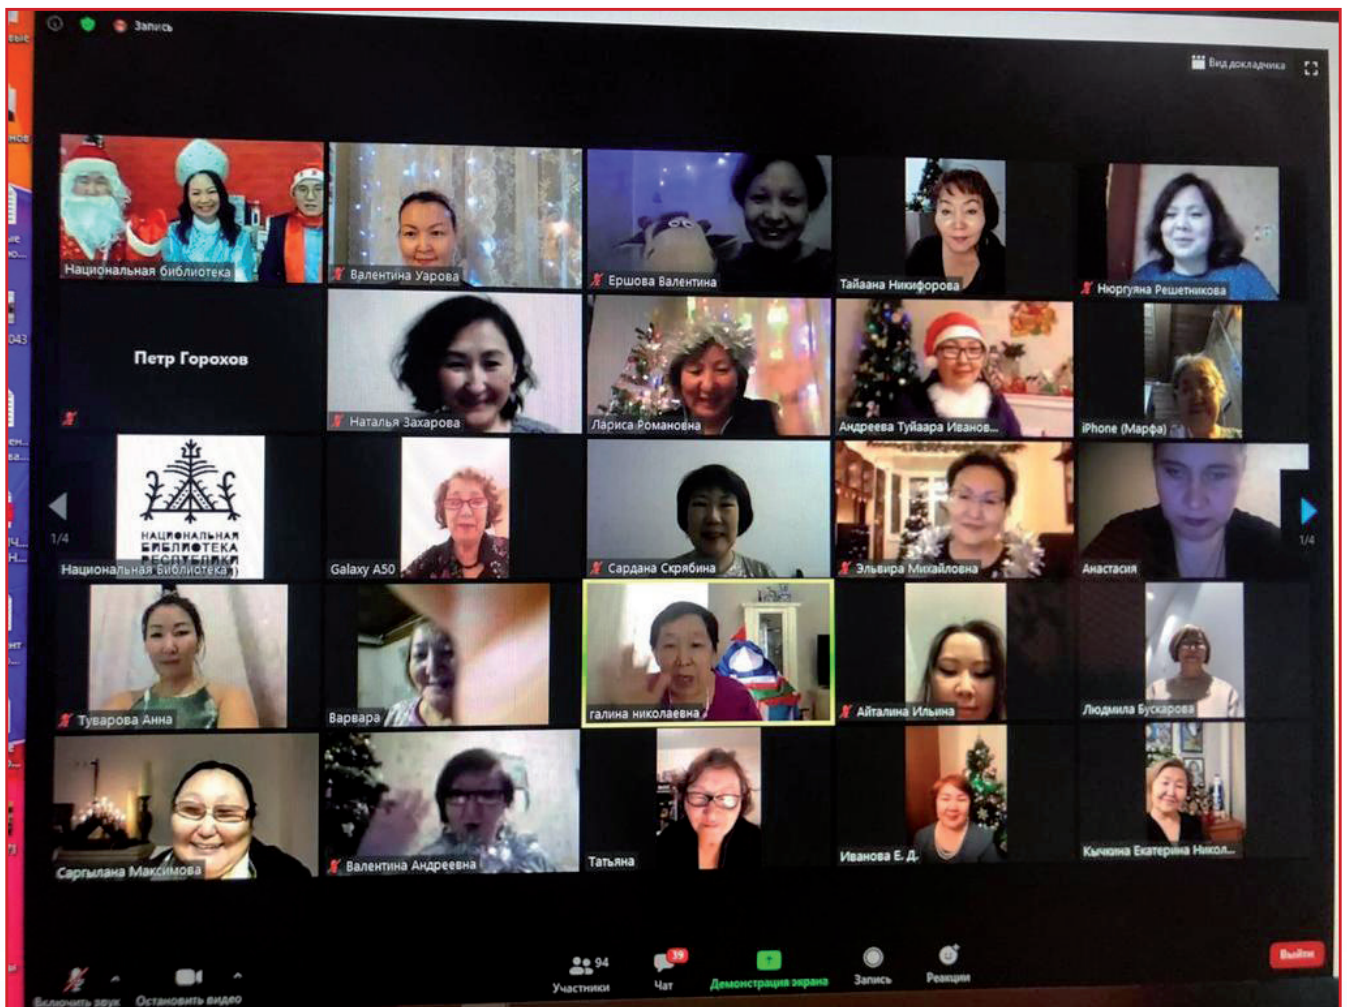 Запись
Вид докладчика
Национальная библиотека
Валентина Уарова
Ершова Валентина
Тайаана Никифорова
Нюргуяна Решетникова
Петр Горохов
Наталья Захарова
Лариса Романовна
Андреева Туйаара Иванов...
iPhone (Марфа)
1/4
НАЦИОНАЛЬНАЯ
БИБЛИОТЕКА
РЕСПУБЛИКИ
Национальная Библиотека
Galaxy A50
Сардана Скрябина
Эльвира Михайловна
Анастасия
1/4
Туварова Анна
Варвара
галина николаевна
Айталина Ильина
Людмила Бускарова
Саргылана Максимова
Валентина Андреевна
Татьяна
Иванова Е. Д.
Кычкина Екатерина Никол...
Включить звук
Остановить видео
94
Участники
39
Чат
Демонстрация экрана
Запись
Реакции
Выйти